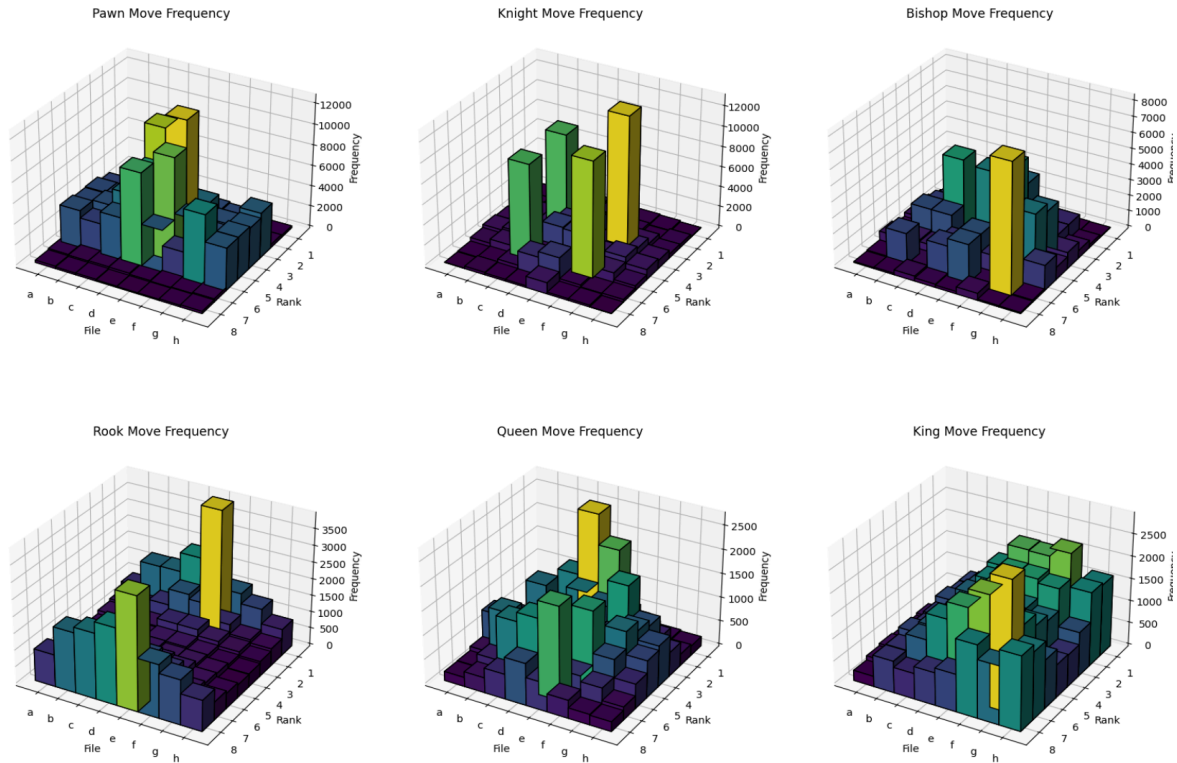 Pawn Move Frequency
12000
10000
8000
6000
4000
2000
0
Frequency
a
b
c
d
e
f
g
h
File
1
2
3
4
5
6
7
8
Rank
Knight Move Frequency
12000
10000
8000
6000
4000
2000
0
Frequency
a
b
c
d
e
f
g
h
File
1
2
3
4
5
6
7
8
Rank
Bishop Move Frequency
8000
7000
6000
5000
4000
3000
2000
1000
0
Frequency
a
b
c
d
e
f
g
h
File
1
2
3
4
5
6
7
8
Rank
Rook Move Frequency
3500
3000
2500
2000
1500
1000
500
0
Frequency
a
b
c
d
e
f
g
h
File
1
2
3
4
5
6
7
8
Rank
Queen Move Frequency
2500
2000
1500
1000
500
0
Frequency
a
b
c
d
e
f
g
h
File
1
2
3
4
5
6
7
8
Rank
King Move Frequency
2500
2000
1500
1000
500
0
Frequency
a
b
c
d
e
f
g
h
File
1
2
3
4
5
6
7
8
Rank